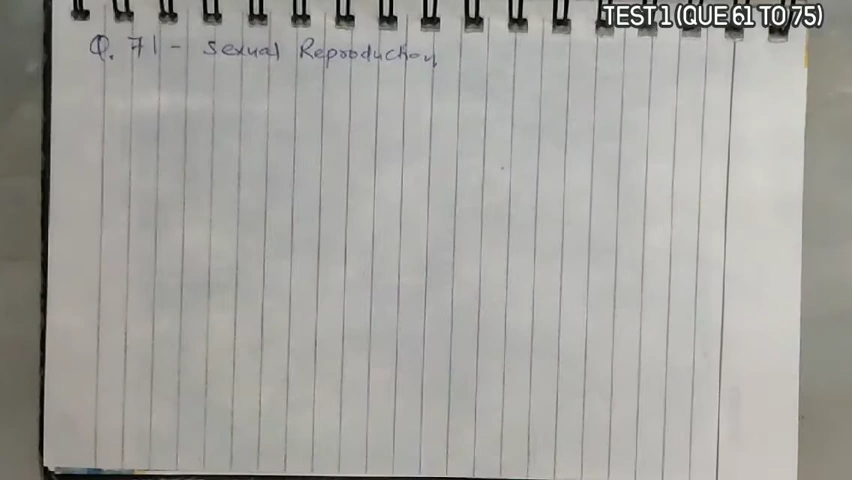 TEST 1 (QUE 61 TO 75)
Q. 71 - Sexual Reproduction